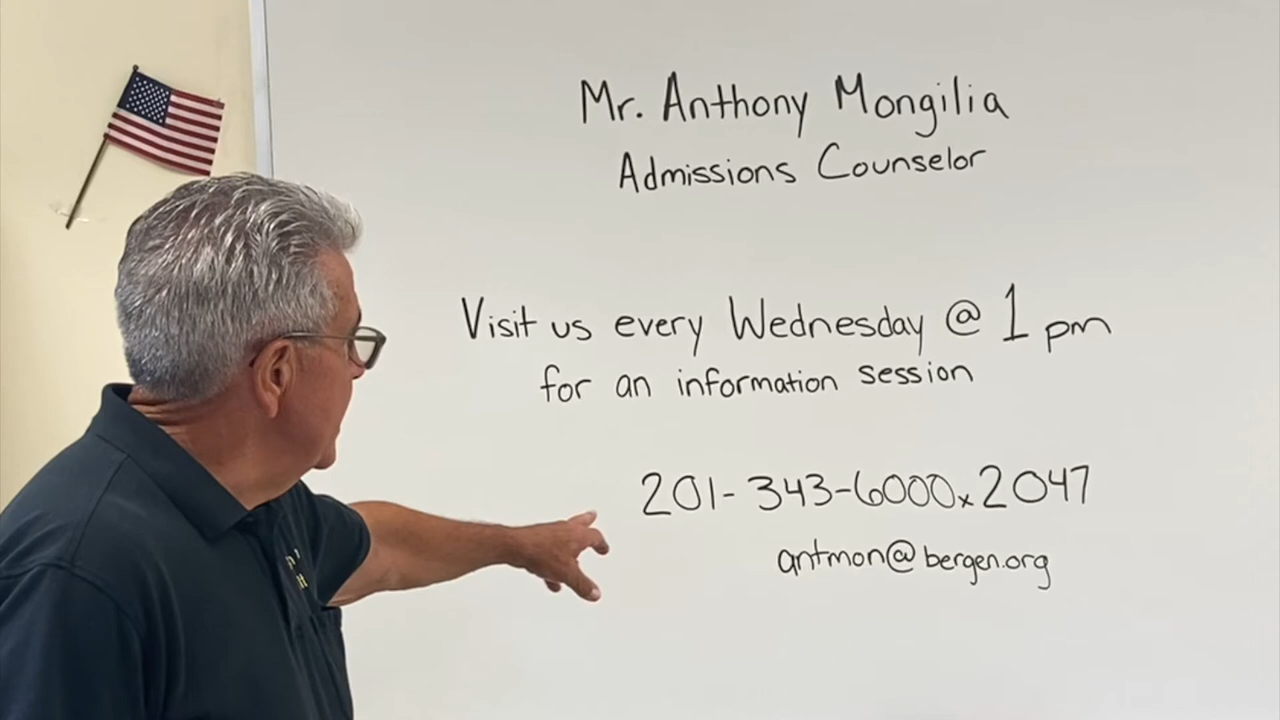 Mr. Anthony Mongilia
Admissions Counselor
Visit us every Wednesday @ 1 pm
for an information session
201-343-6000x2047
antmon@bergen.org